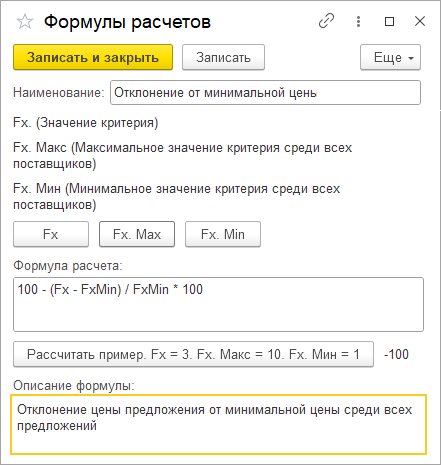 Формулы расчетов
Записать и закрыть
Записать
Еще
Наименование:
Отклонение от минимальной цены
Fx. (Значение критерия)
Fx. Макс (Максимальное значение критерия среди всех
поставщиков)
Fx. Мин (Минимальное значение критерия среди всех
поставщиков)
Fx
Fx. Max
Fx. Min
Формула расчета:
100 - (Fx - FxMin) / FxMin * 100
Рассчитать пример. Fx = 3. Fx. Макс = 10. Fx. Мин = 1
-100
Описание формулы:
Отклонение цены предложения от минимальной цены среди всех
предложений